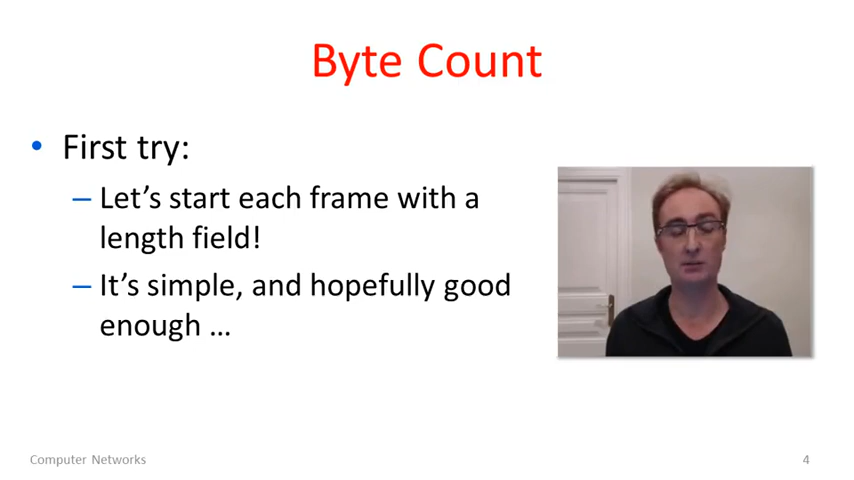 Byte Count
• First try:
– Let’s start each frame with a
length field!
– It’s simple, and hopefully good
enough …
Computer Networks
4